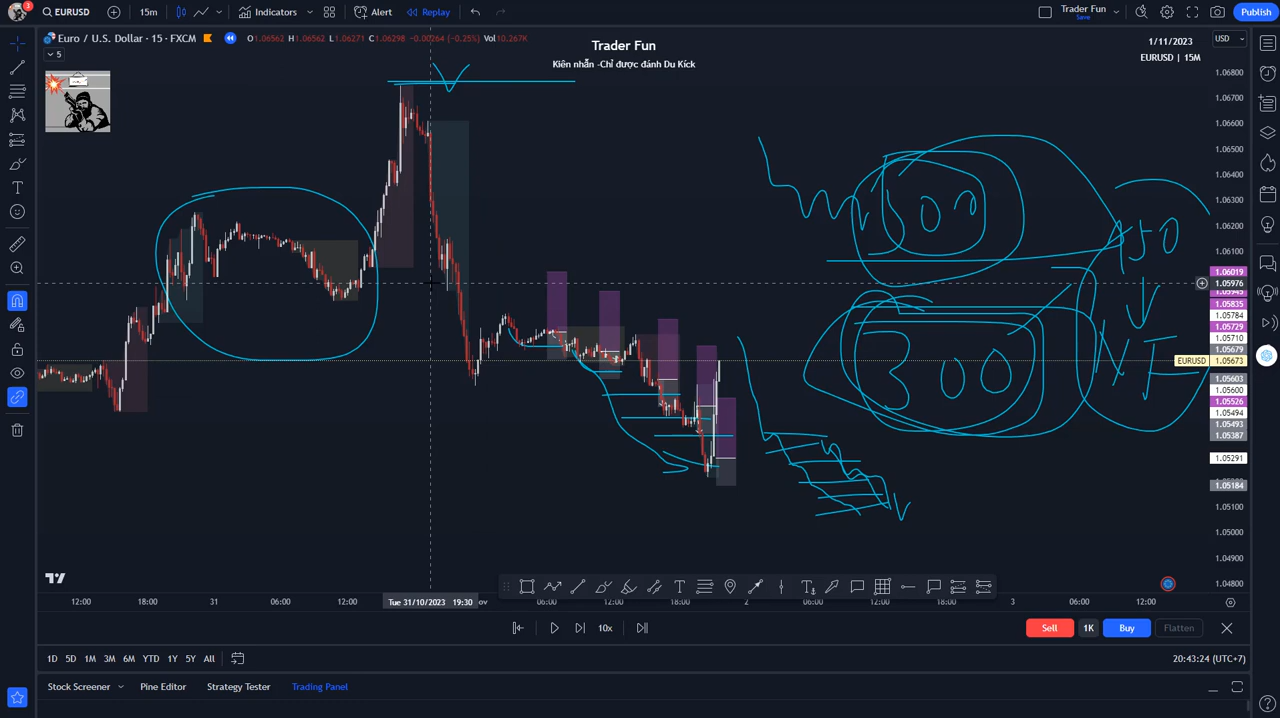 3
EURUSD
15m
Indicators
Alert
Replay
Trader Fun
Save
Publish
Euro / U.S. Dollar · 15 · FXCM
O1.06562 H1.06562 L1.06271 C1.06298 -0.00264 (-0.25%) Vol10.267K
5
Trader Fun
Kiên nhẫn -Chỉ được đánh Du Kích
1/11/2023
EURUSD | 15M
USD
1.06800
1.06700
1.06600
1.06500
1.06400
1.06300
1.06200
1.06100
1.06019
1.05976
1.05835
1.05784
1.05729
1.05710
1.05679
EURUSD 1.05673
1.05603
1.05600
1.05526
1.05494
1.05493
1.05387
1.05291
1.05184
1.05100
1.05000
1.04900
1.04800
300
12:00
18:00
31
06:00
12:00
Tue 31/10/2023 19:30
ov
06:00
12:00
18:00
2
06:00
12:00
18:00
3
06:00
12:00
10x
Sell
1K
Buy
Flatten
1D 5D 1M 3M 6M YTD 1Y 5Y All
20:43:24 (UTC+7)
Stock Screener
Pine Editor
Strategy Tester
Trading Panel